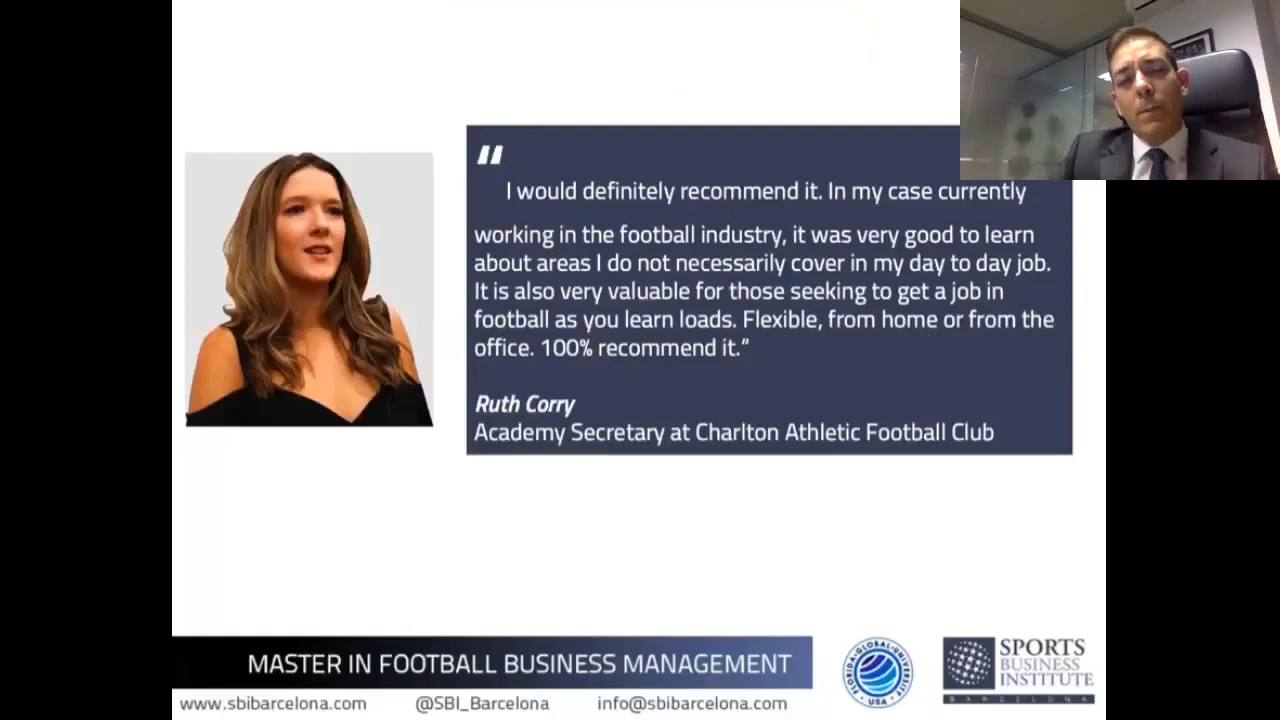 "
I would definitely recommend it. In my case currently
working in the football industry, it was very good to learn
about areas I do not necessarily cover in my day to day job.
It is also very valuable for those seeking to get a job in
football as you learn loads. Flexible, from home or from the
office. 100% recommend it.“
Ruth Corry
Academy Secretary at Charlton Athletic Football Club
MASTER IN FOOTBALL BUSINESS MANAGEMENT
www.sbibarcelona.com @SBI_Barcelona info@sbibarcelona.com
FLORIDA·GLOBAL·UNIVERSITY
USA
SPORTS
BUSINESS
INSTITUTE
BARCELONA